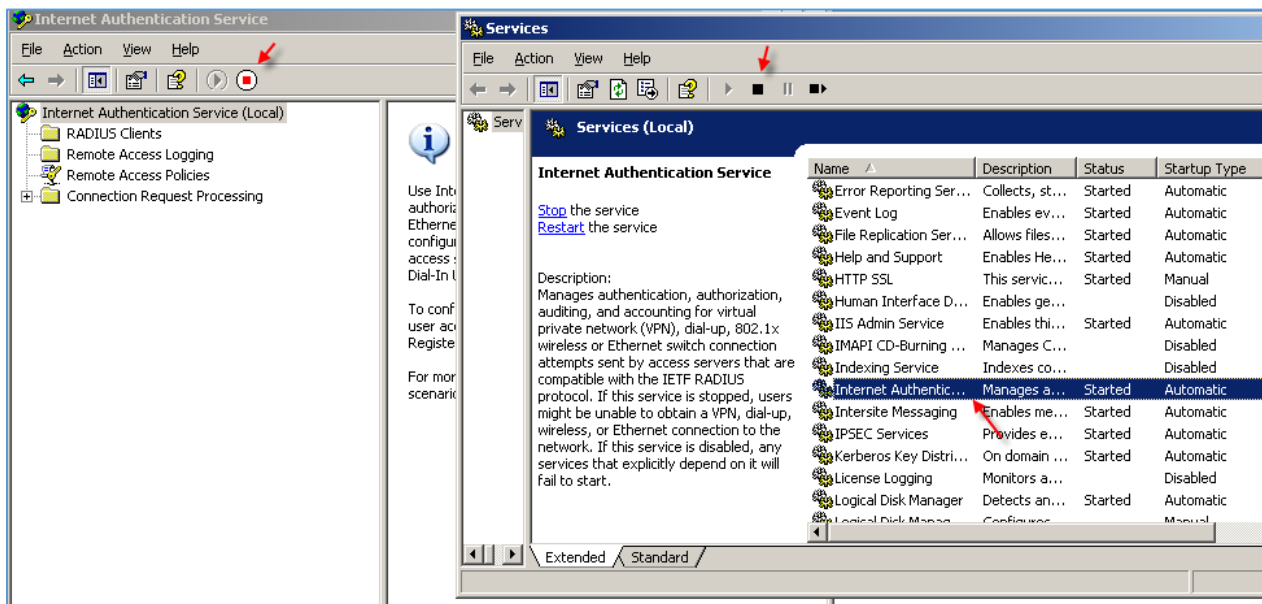 Internet Authentication Service
File Action View Help
Internet Authentication Service (Local)
RADIUS Clients
Remote Access Logging
Remote Access Policies
Connection Request Processing
Use Int
authoriz
Etherne
configur
access s
Dial-In U
To conf
user acc
Registe
For mor
scenario
Services
File Action View Help
Serv
Services (Local)
Internet Authentication Service
Stop the service
Restart the service
Description:
Manages authentication, authorization,
auditing, and accounting for virtual
private network (VPN), dial-up, 802.1x
wireless or Ethernet switch connection
attempts sent by access servers that are
compatible with the IETF RADIUS
protocol. If this service is stopped, users
might be unable to obtain a VPN, dial-up,
wireless, or Ethernet connection to the
network. If this service is disabled, any
services that explicitly depend on it will
fail to start.
Name Description Status Startup Type
Error Reporting Ser... Collects, st... Started Automatic
Event Log Enables ev... Started Automatic
File Replication Ser... Allows files... Started Automatic
Help and Support Enables He... Started Automatic
HTTP SSL This servic... Started Manual
Human Interface D... Enables ge... Disabled
IIS Admin Service Enables thi... Started Automatic
IMAPI CD-Burning ... Manages C... Disabled
Indexing Service Indexes co... Disabled
Internet Authentic... Manages a... Started Automatic
Intersite Messaging Enables me... Started Automatic
IPSEC Services Provides e... Started Automatic
Kerberos Key Distri... On domain ... Started Automatic
License Logging Monitors a... Disabled
Logical Disk Manager Detects an... Started Automatic
Logical Disk Manag Configures Manual
Extended Standard